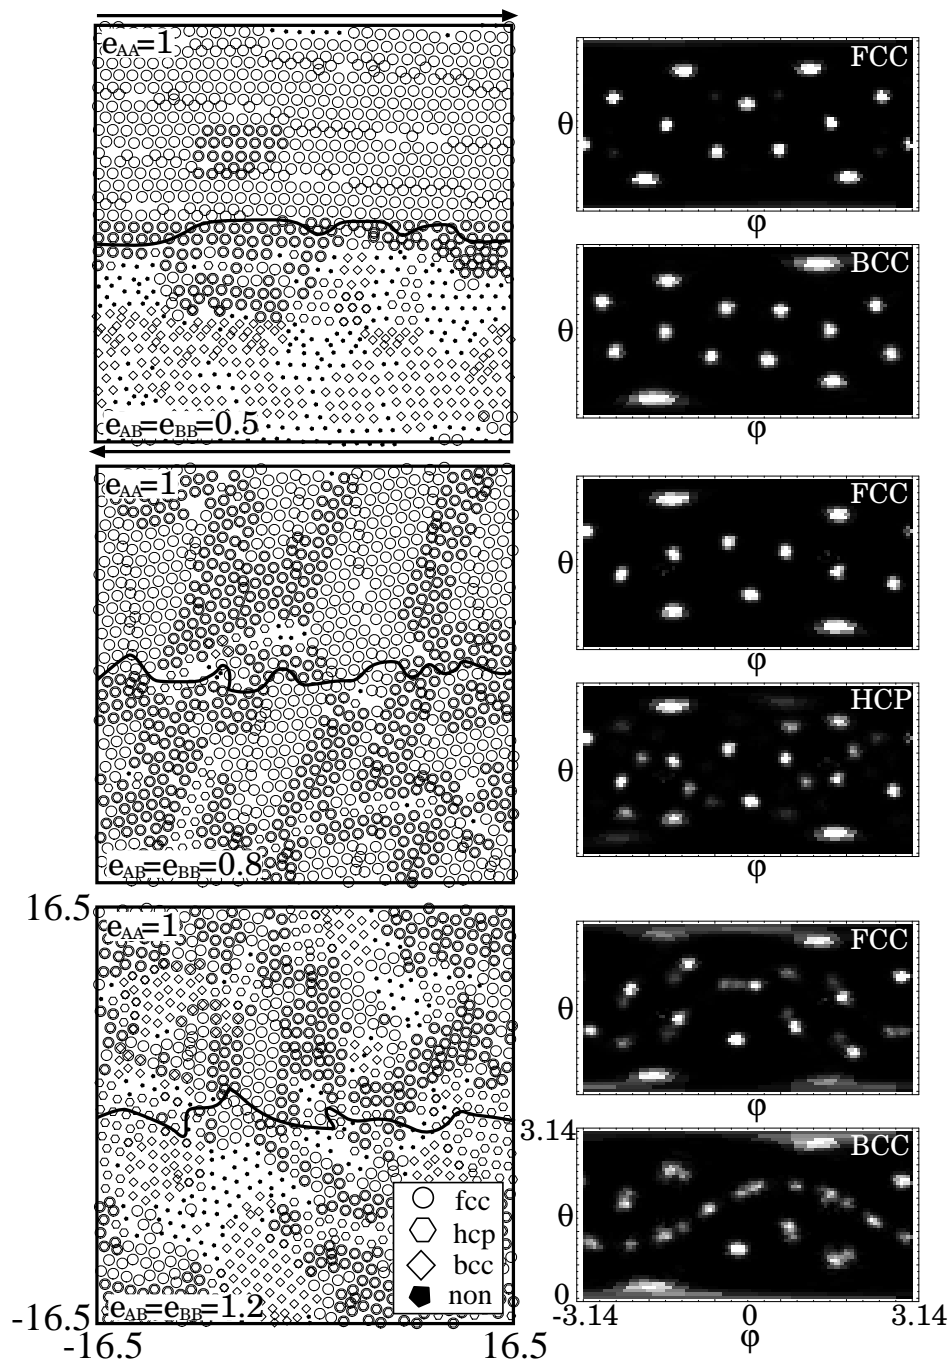 e_AA=1
e_AB=e_BB=0.5
FCC
θ
φ
BCC
θ
φ
e_AA=1
e_AB=e_BB=0.8
FCC
θ
φ
HCP
θ
φ
16.5
e_AA=1
e_AB=e_BB=1.2
-16.5
-16.5
16.5
fcc
hcp
bcc
non
FCC
θ
φ
3.14
BCC
θ
0
-3.14
0
3.14
φ